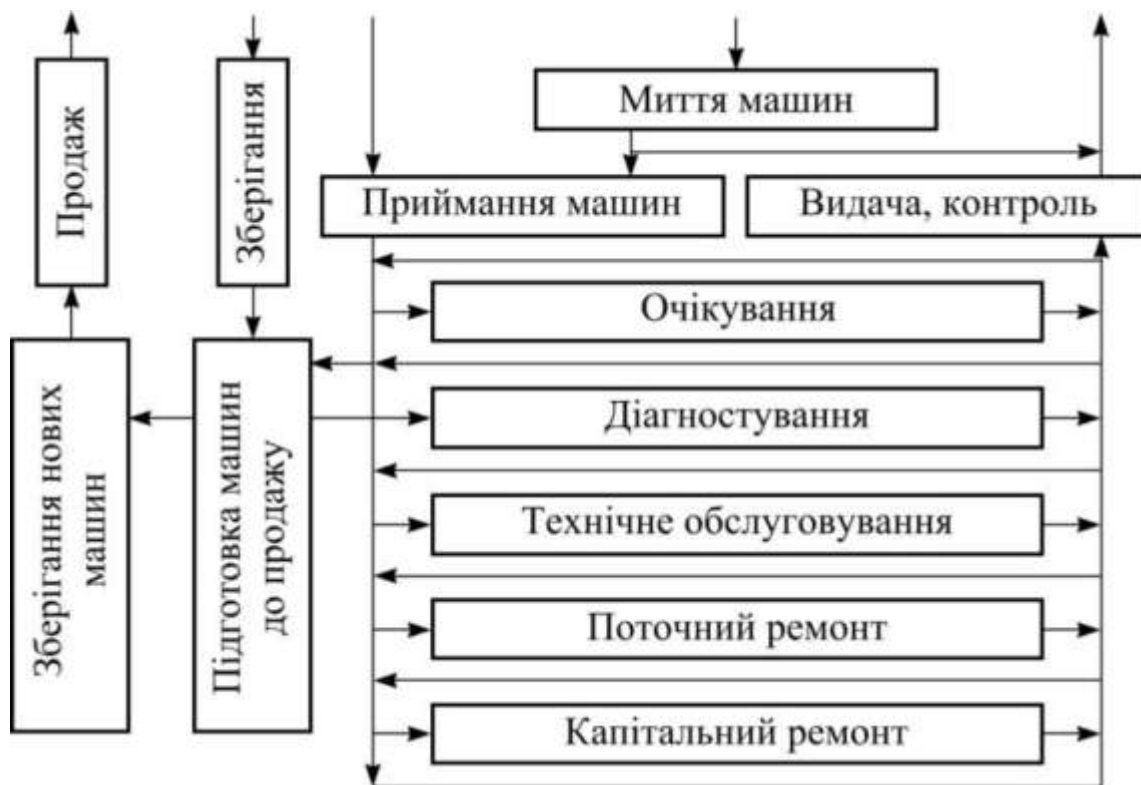 Продаж
Зберігання
Миття машин
Приймання машин
Видача, контроль
Очікування
Зберігання нових
машин
Підготовка машин
до продажу
Діагностування
Технічне обслуговування
Поточний ремонт
Капітальний ремонт